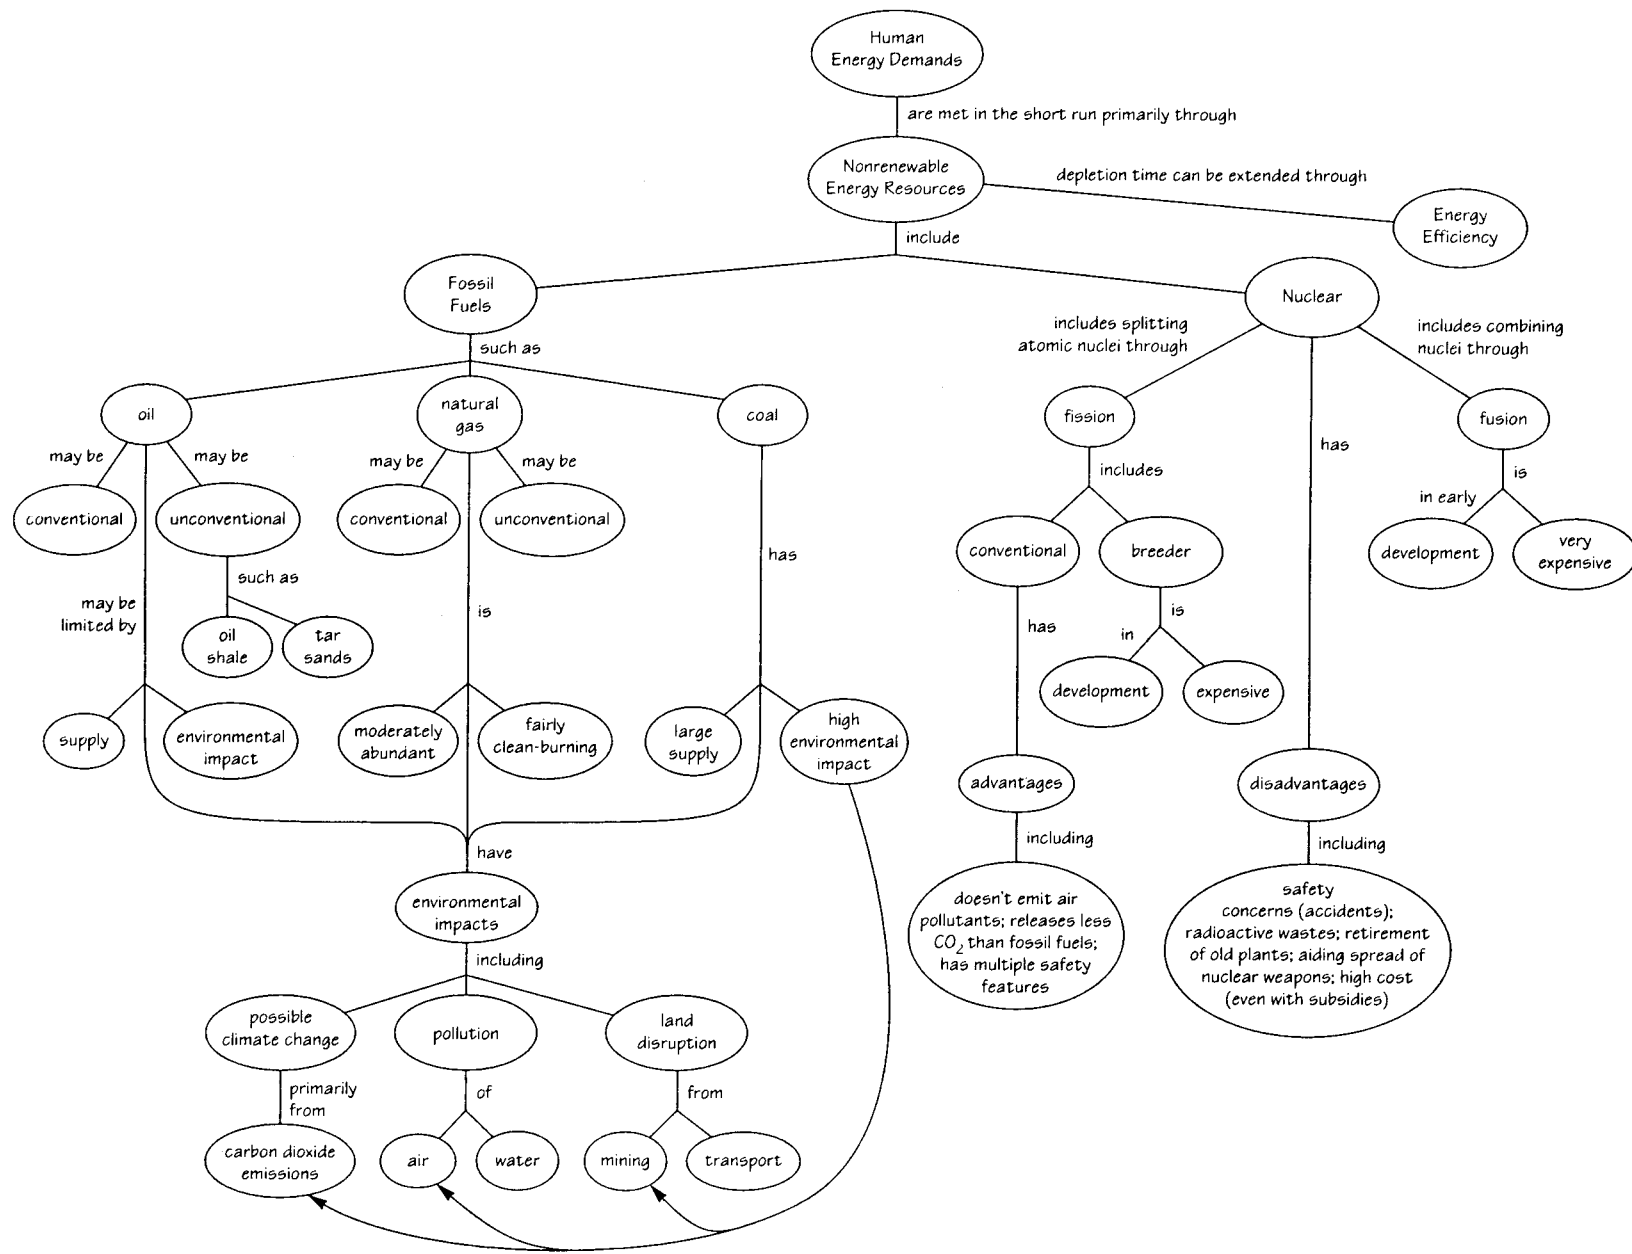 Human
Energy Demands
are met in the short run primarily through
Nonrenewable
Energy Resources
depletion time can be extended through
Energy
Efficiency
include
Fossil
Fuels
Nuclear
such as
includes splitting
atomic nuclei through
includes combining
nuclei through
oil
natural
gas
coal
fission
fusion
has
may be
may be
may be
may be
includes
is
in early
conventional
unconventional
conventional
unconventional
has
conventional
breeder
development
very
expensive
such as
may be
limited by
is
oil
shale
tar
sands
has
is
in
development
expensive
supply
environmental
impact
moderately
abundant
fairly
clean-burning
large
supply
high
environmental
impact
advantages
disadvantages
have
including
including
environmental
impacts
doesn't emit air
pollutants; releases less
CO2 than fossil fuels;
has multiple safety
features
safety
concerns (accidents);
radioactive wastes; retirement
of old plants; aiding spread of
nuclear weapons; high cost
(even with subsidies)
including
possible
climate change
pollution
land
disruption
primarily
from
of
from
carbon dioxide
emissions
air
water
mining
transport